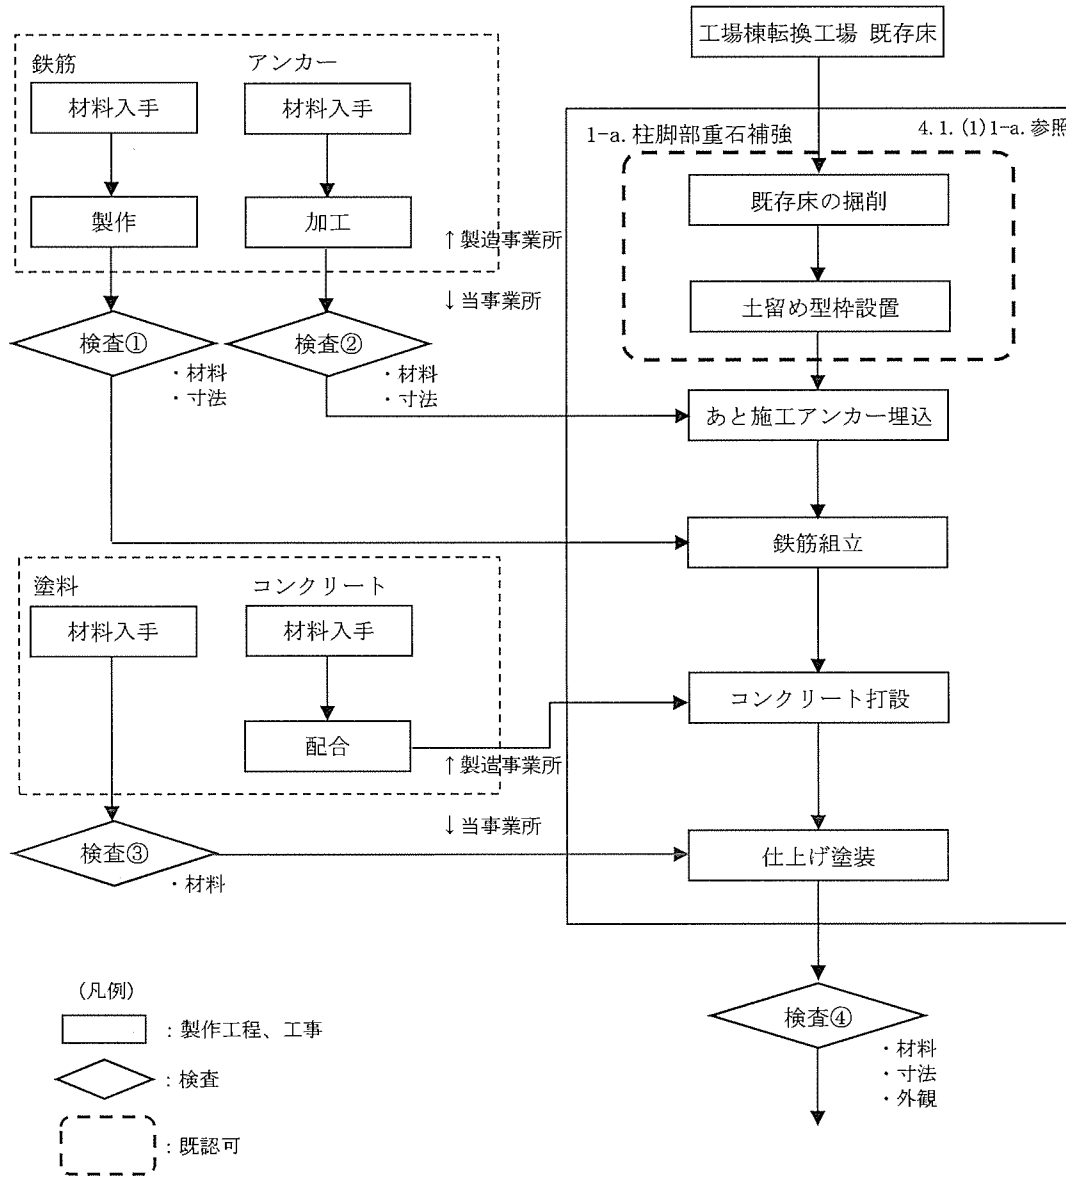 工場棟転換工場 既存床
鉄筋
アンカー
材料入手
材料入手
製作
加工
↑製造事業所
↓当事業所
検査①
・材料
・寸法
検査②
・材料
・寸法
1-a. 柱脚部重石補強
4.1.(1)1-a.参照
既存床の掘削
土留め型枠設置
あと施工アンカー埋込
鉄筋組立
塗料
コンクリート
材料入手
材料入手
配合
↑製造事業所
↓当事業所
コンクリート打設
検査③
・材料
仕上げ塗装
検査④
・材料
・寸法
・外観
(凡例)
：製作工程、工事
：検査
：既認可